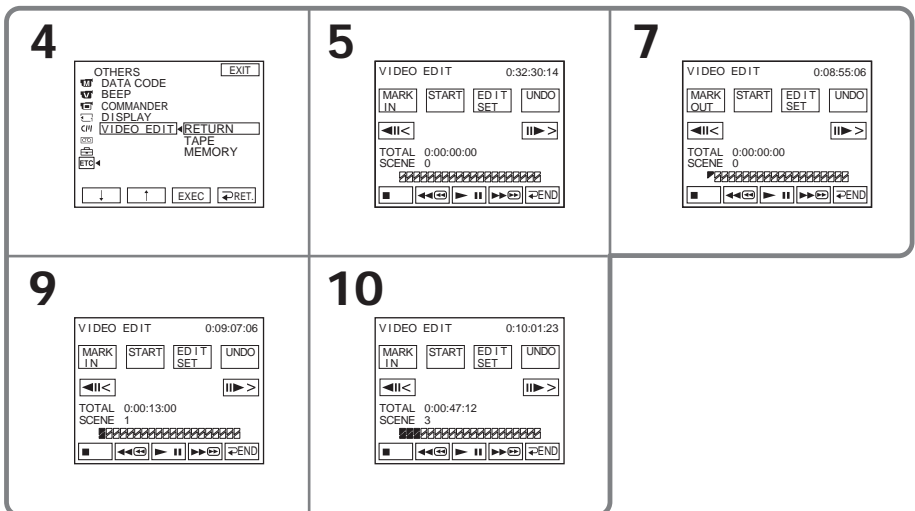 4
OTHERS EXIT
DATA CODE
BEEP
COMMANDER
DISPLAY
VIDEO EDIT RETURN
TAPE
MEMORY
ETC
↓ ↑ EXEC RET.
5
VIDEO EDIT 0:32:30:14
MARK IN START EDIT SET UNDO
TOTAL 0:00:00:00
SCENE 0
END
7
VIDEO EDIT 0:08:55:06
MARK OUT START EDIT SET UNDO
TOTAL 0:00:00:00
SCENE 0
END
9
VIDEO EDIT 0:09:07:06
MARK IN START EDIT SET UNDO
TOTAL 0:00:13:00
SCENE 1
END
10
VIDEO EDIT 0:10:01:23
MARK IN START EDIT SET UNDO
TOTAL 0:00:47:12
SCENE 3
END